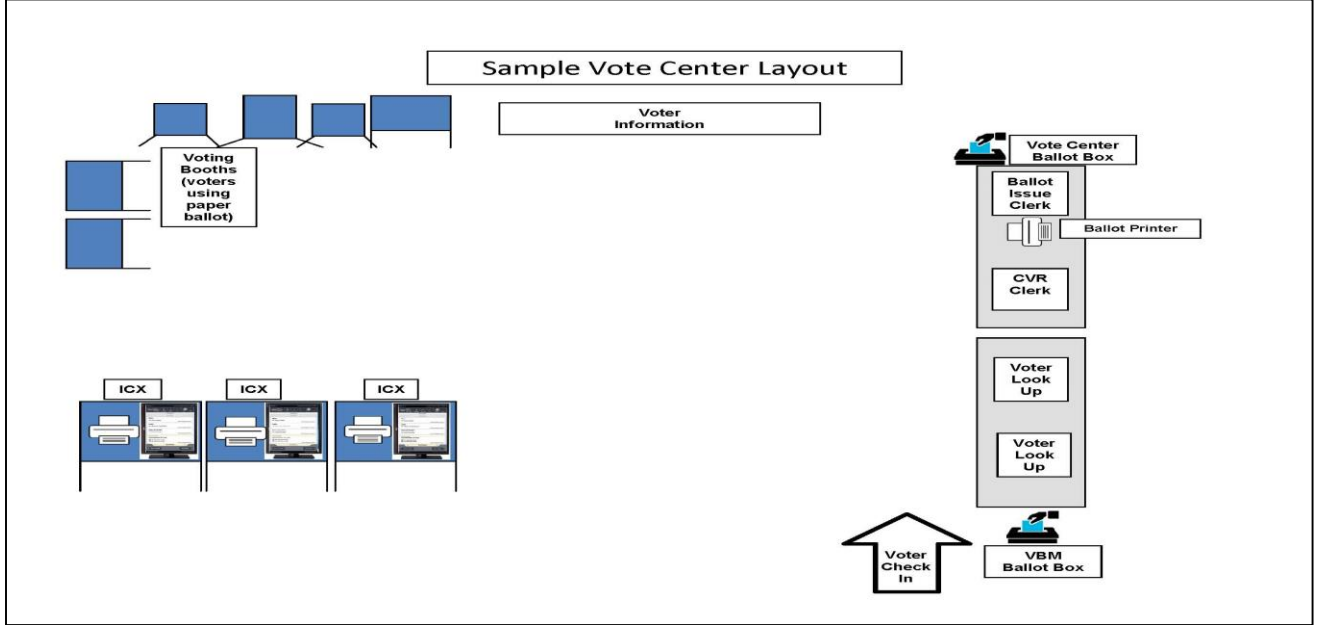 Sample Vote Center Layout
Voter
Information
Vote Center
Ballot Box
Voting
Booths
(voters
using
paper
ballot)
Ballot
Issue
Clerk
Ballot Printer
CVR
Clerk
Voter
Look
Up
ICX
ICX
ICX
Voter
Look
Up
Voter
Check
In
VBM
Ballot Box